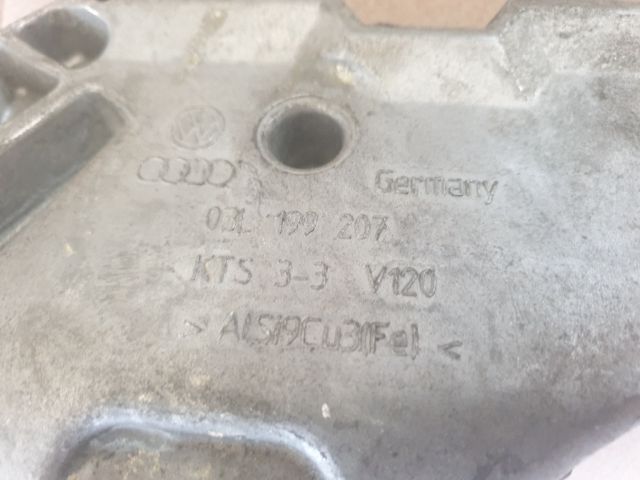 Germany
03L 199 207
KTS 3-3 V120
> AlSi9Cu3(Fe) <